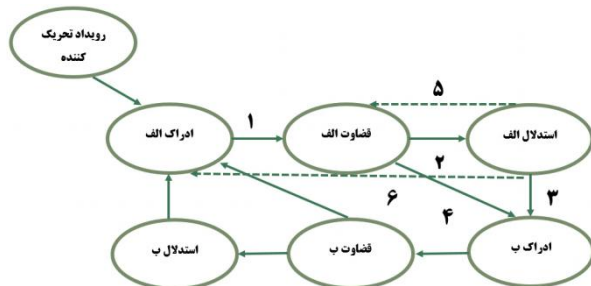 رویداد تحریک
کننده
۵
۱
ادراک الف
قضاوت الف
استدلال الف
۲
۳
۶
۴
استدلال ب
قضاوت ب
ادراک ب